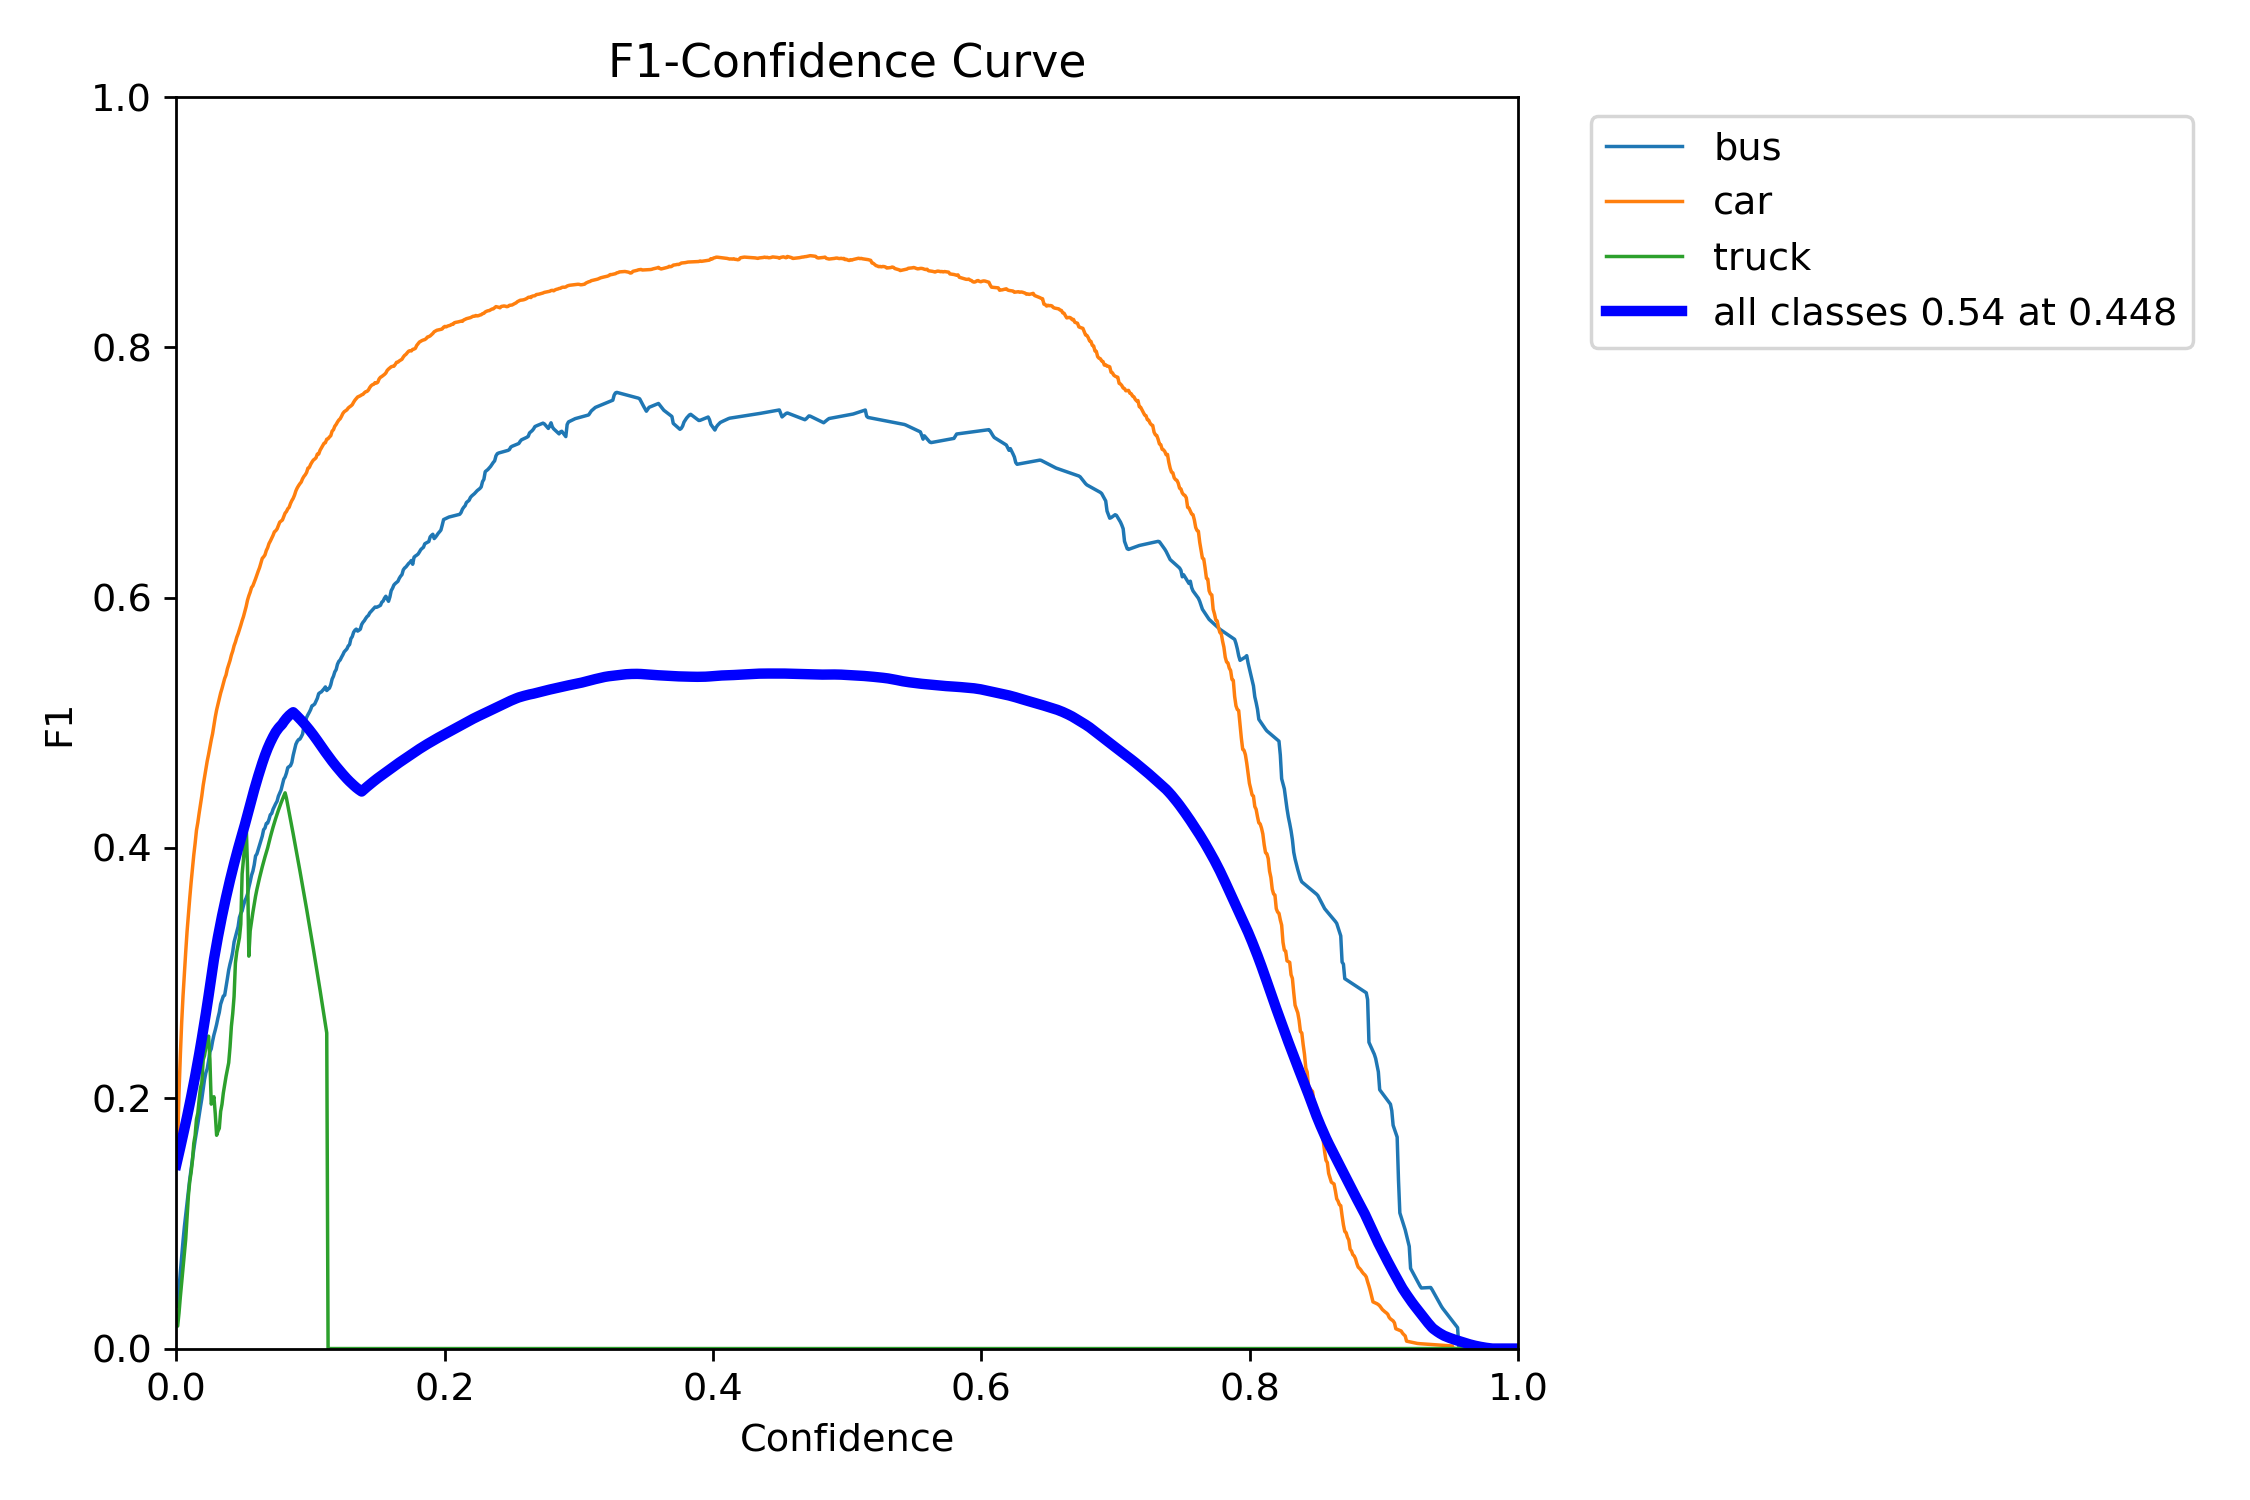 F1-Confidence Curve
1.0
0.8
0.6
0.4
0.2
0.0
F1
0.0 0.2 0.4 0.6 0.8 1.0
Confidence
bus
car
truck
all classes 0.54 at 0.448